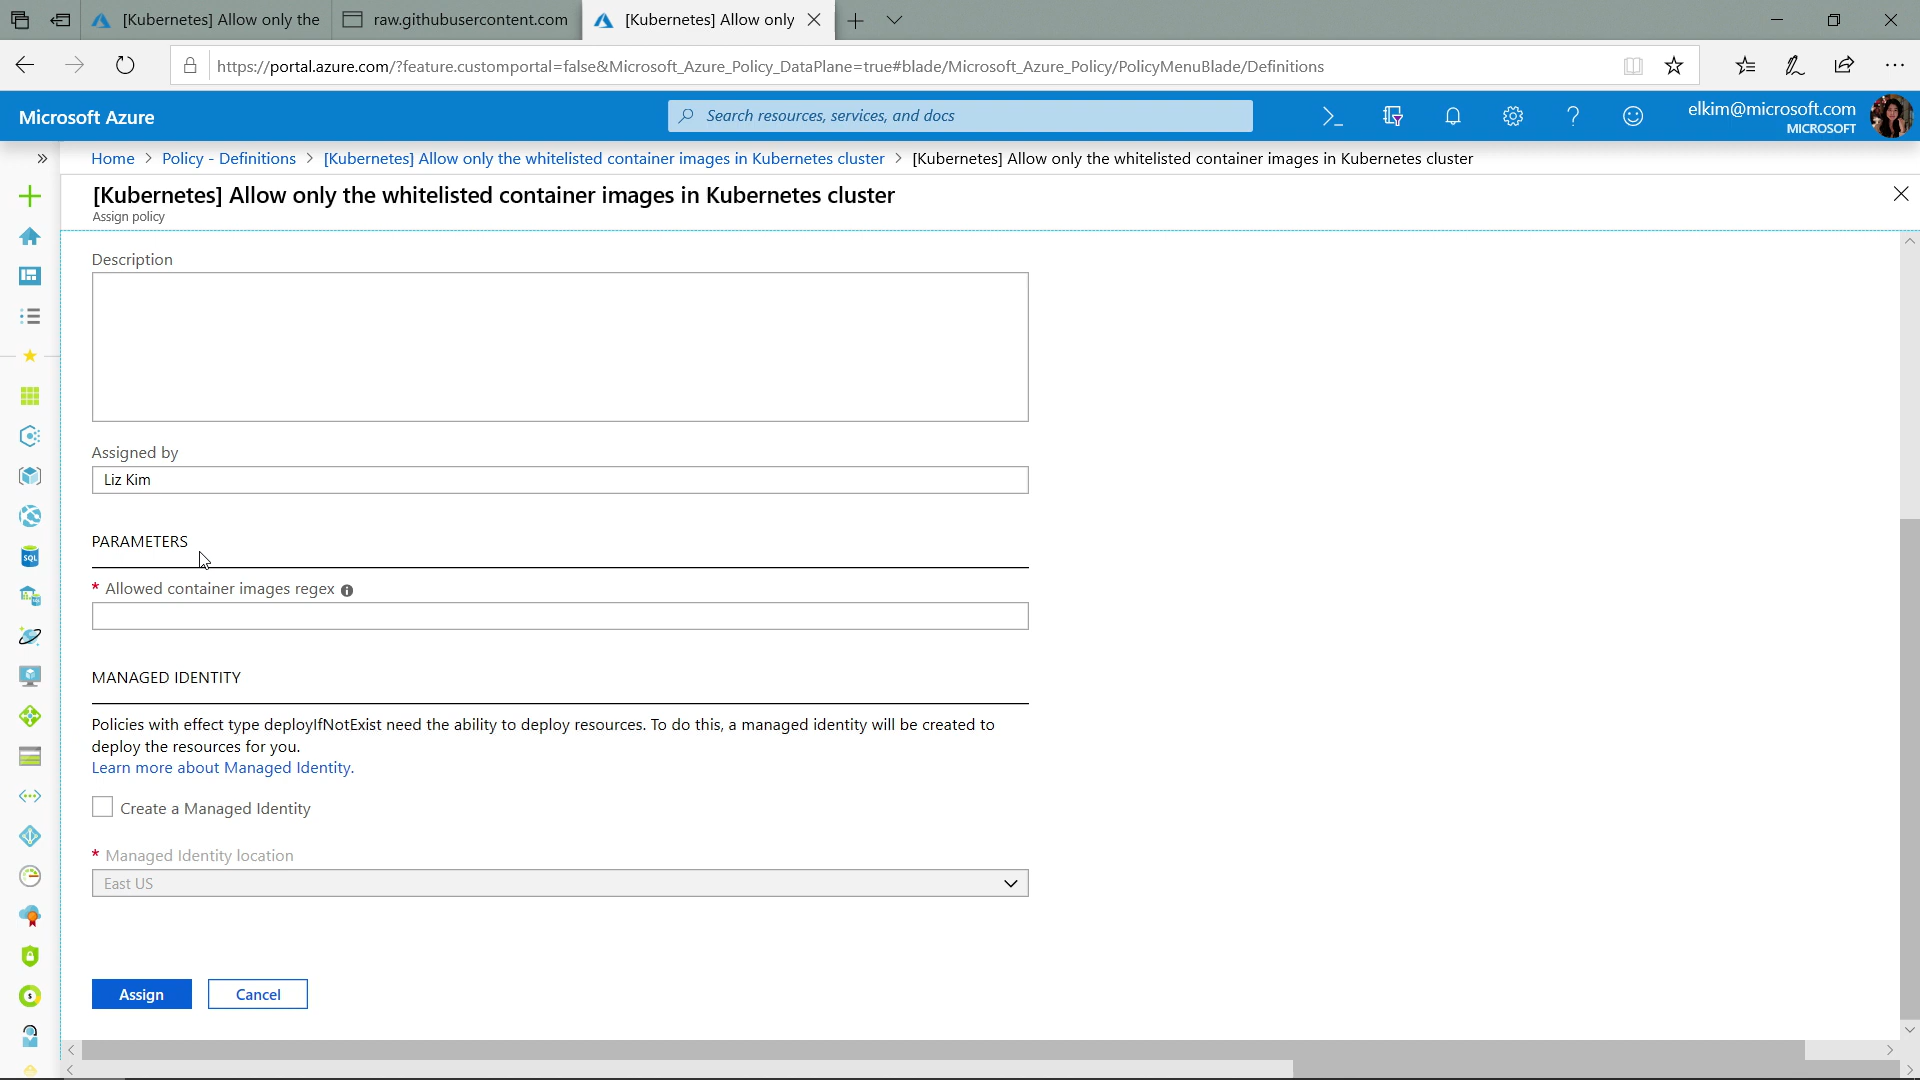 [Kubernetes] Allow only the
raw.githubusercontent.com
[Kubernetes] Allow only
https://portal.azure.com/?feature.customportal=false&Microsoft_Azure_Policy_DataPlane=true#blade/Microsoft_Azure_Policy/PolicyMenuBlade/Definitions
Microsoft Azure
Search resources, services, and docs
elkim@microsoft.com
MICROSOFT
Home > Policy - Definitions > [Kubernetes] Allow only the whitelisted container images in Kubernetes cluster > [Kubernetes] Allow only the whitelisted container images in Kubernetes cluster
[Kubernetes] Allow only the whitelisted container images in Kubernetes cluster
Assign policy
Description
Assigned by
Liz Kim
PARAMETERS
* Allowed container images regex
MANAGED IDENTITY
Policies with effect type deployIfNotExist need the ability to deploy resources. To do this, a managed identity will be created to
deploy the resources for you.
Learn more about Managed Identity.
Create a Managed Identity
* Managed Identity location
East US
Assign
Cancel
SQL